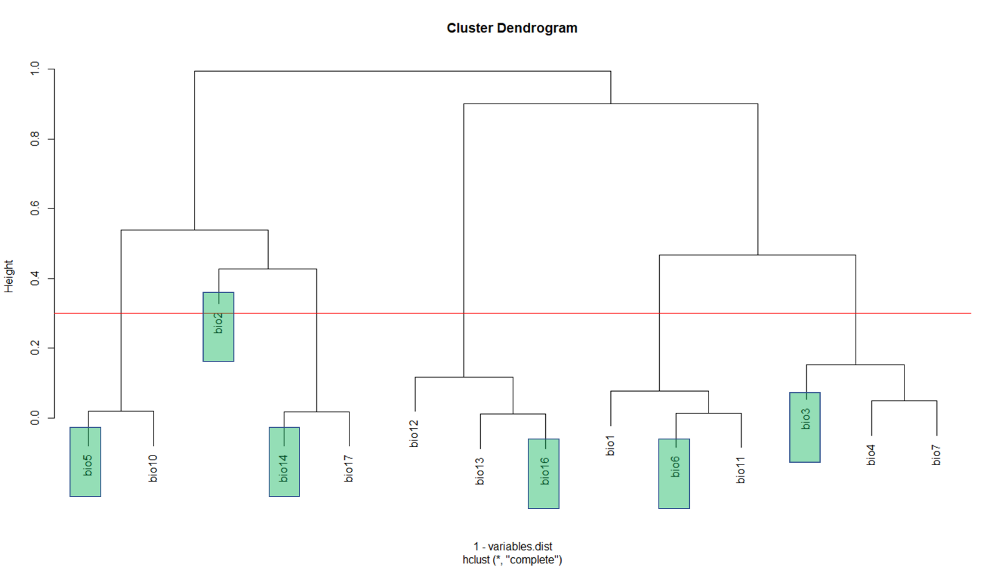 Cluster Dendrogram
Height
1.0
0.8
0.6
0.4
0.2
0.0
bio5
bio10
bio2
bio14
bio17
bio12
bio13
bio16
bio1
bio6
bio11
bio3
bio4
bio7
1 - variables.dist
hclust (*, "complete")